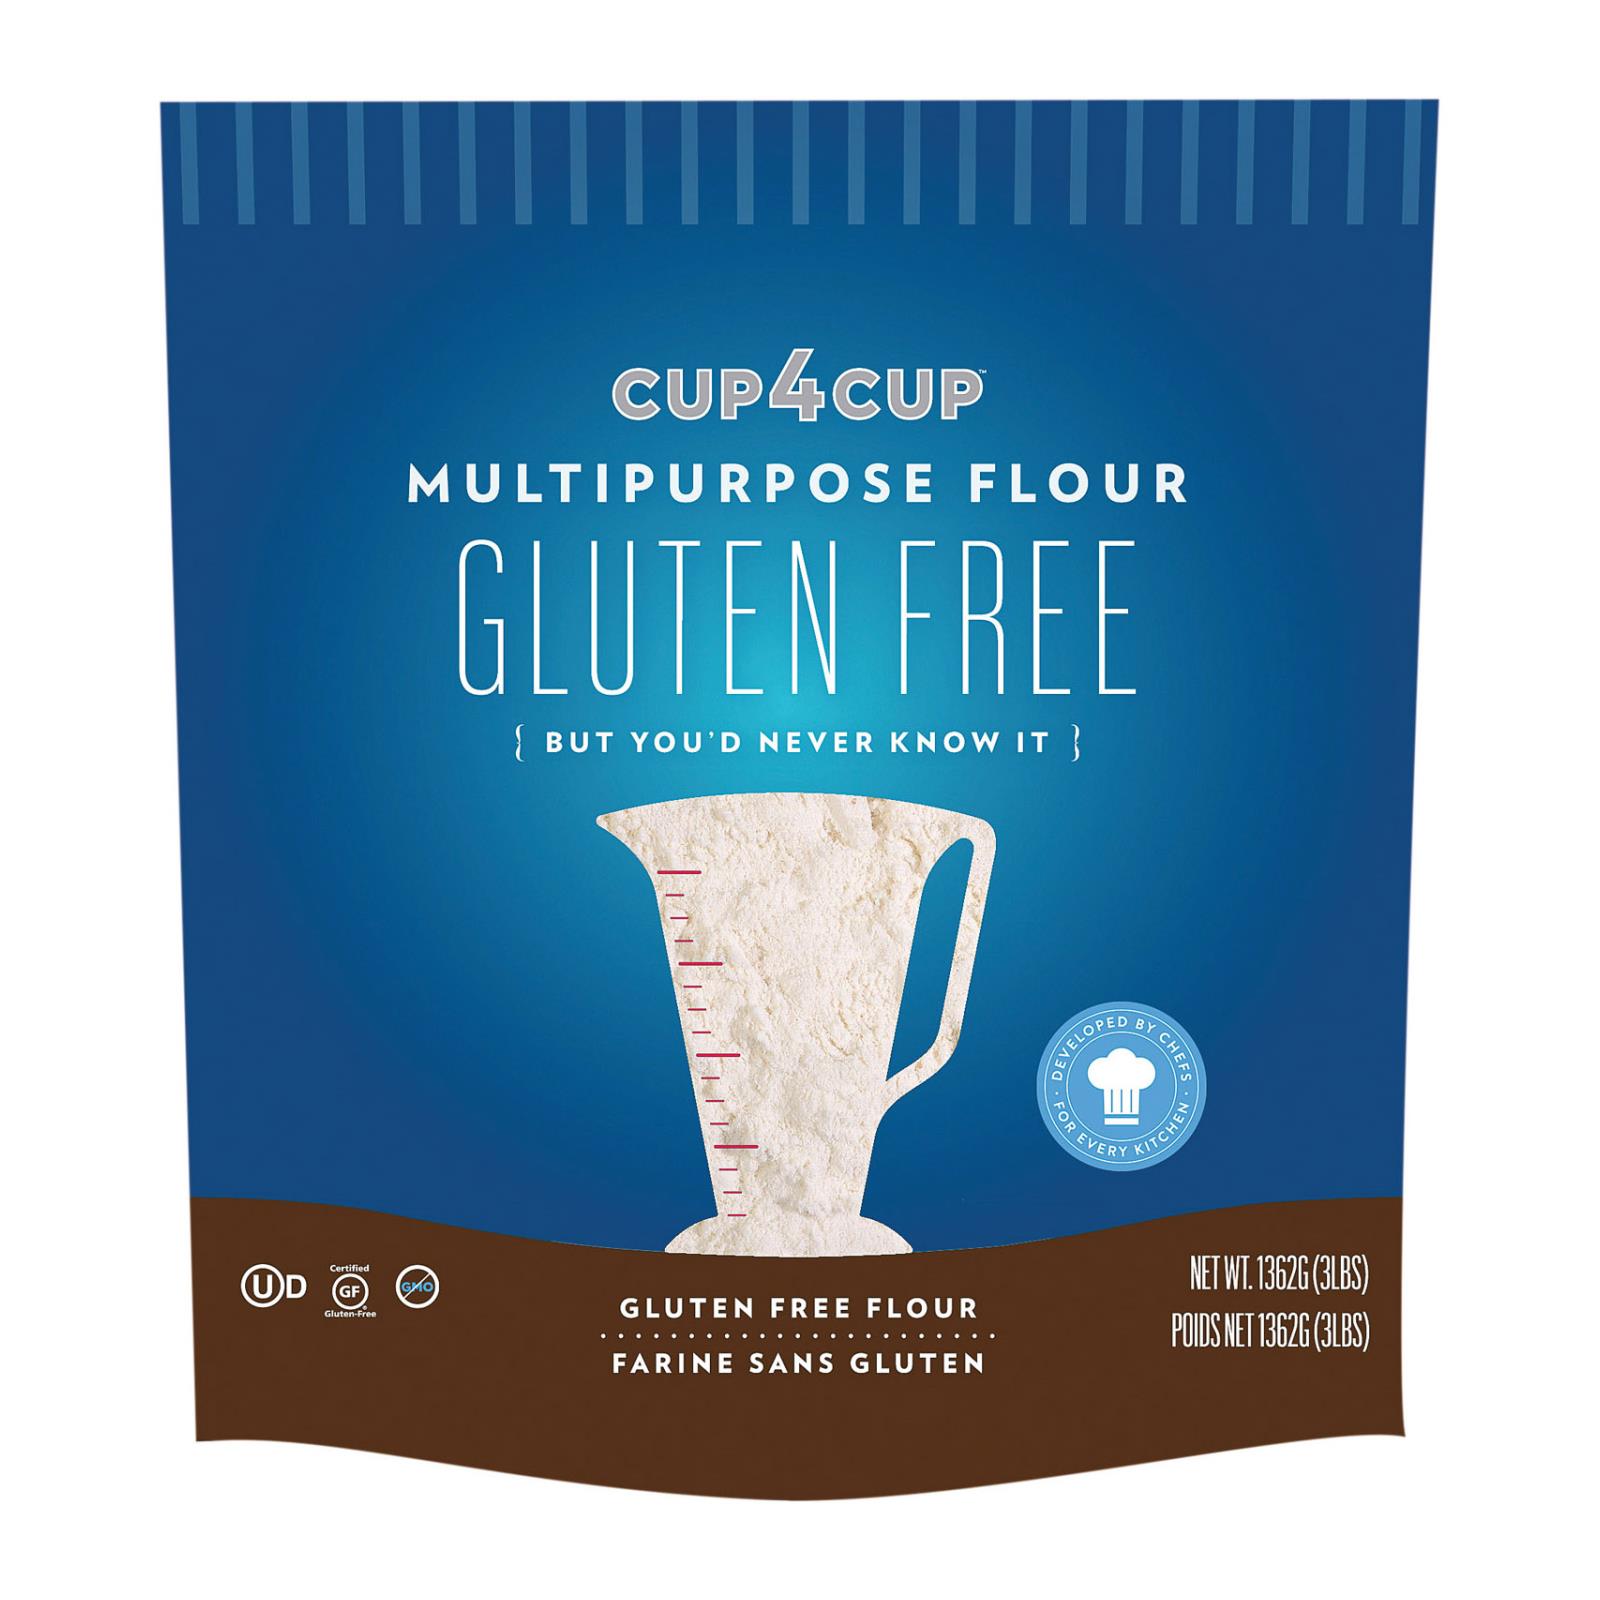 CUP4CUP™
MULTIPURPOSE FLOUR
GLUTEN FREE
{ BUT YOU'D NEVER KNOW IT }
· DEVELOPED BY CHEFS ·
FOR EVERY KITCHEN
U D
Certified
GF
Gluten-Free
GMO
GLUTEN FREE FLOUR
FARINE SANS GLUTEN
NET WT. 1362G (3LBS)
POIDS NET 1362G (3LBS)